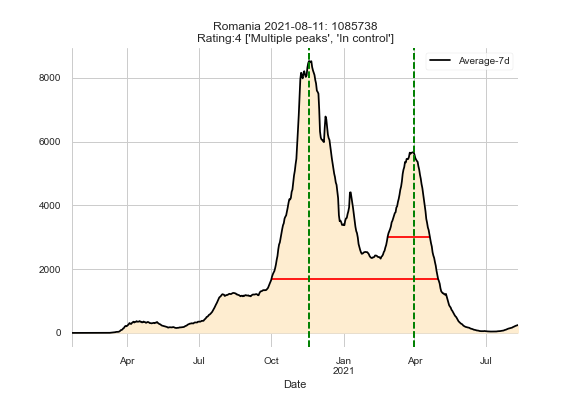 Romania 2021-08-11: 1085738
Rating:4 ['Multiple peaks', 'In control']
Average-7d
8000
6000
4000
2000
0
Apr Jul Oct Jan Apr Jul
2021
Date